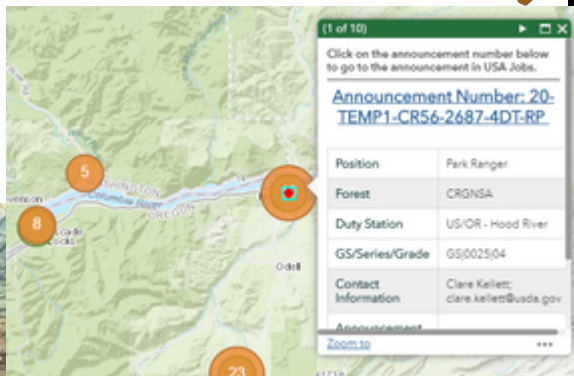 (1 of 10)
Click on the announcement number below
to go to the announcement in USA Jobs.
Announcement Number: 20-
TEMP1-CR56-2687-4DT-RP
Position Park Ranger
Forest CRGNSA
Duty Station US/OR - Hood River
GS/Series/Grade GS|0025|04
Contact Clare Kellett;
Information clare.kellett@usda.gov
Announcement
Zoom to
5
WASHINGTON
Columbia River
OREGON
8
Locks
Odell
23